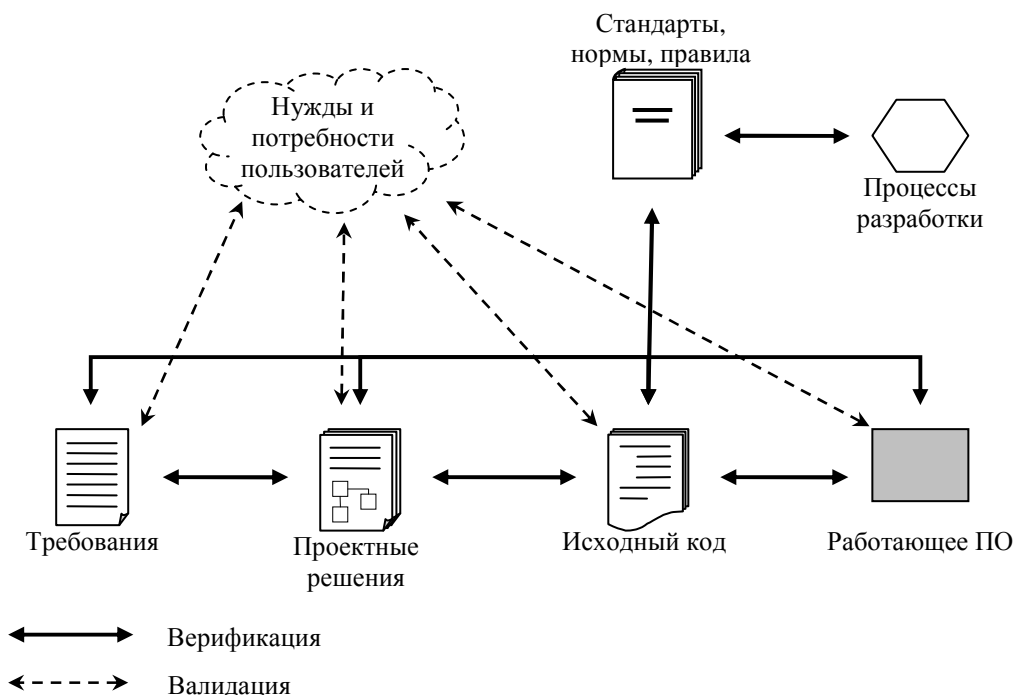 Стандарты,
нормы, правила
Нужды и
потребности
пользователей
Процессы
разработки
Требования
Проектные
решения
Исходный код
Работающее ПО
Верификация
Валидация